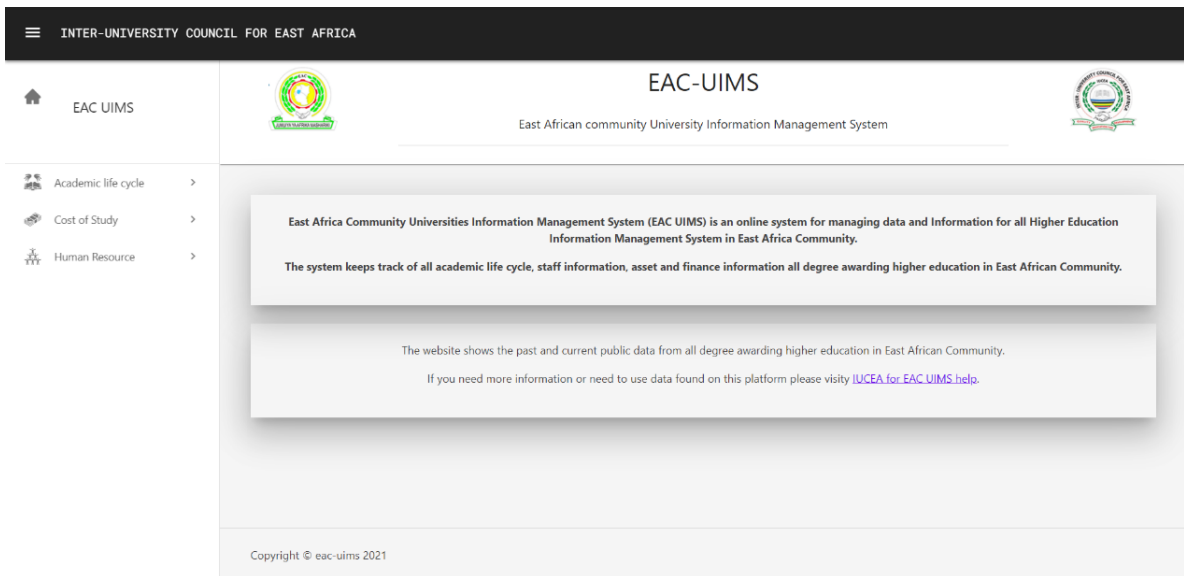 INTER-UNIVERSITY COUNCIL FOR EAST AFRICA
EAC UIMS
EAC-UIMS
East African community University Information Management System
Academic life cycle
Cost of Study
Human Resource
East Africa Community Universities Information Management System (EAC UIMS) is an online system for managing data and Information for all Higher Education
Information Management System in East Africa Community.
The system keeps track of all academic life cycle, staff information, asset and finance information all degree awarding higher education in East African Community.
The website shows the past and current public data from all degree awarding higher education in East African Community.
If you need more information or need to use data found on this platform please visity IUCEA for EAC UIMS help.
Copyright © eac-uims 2021